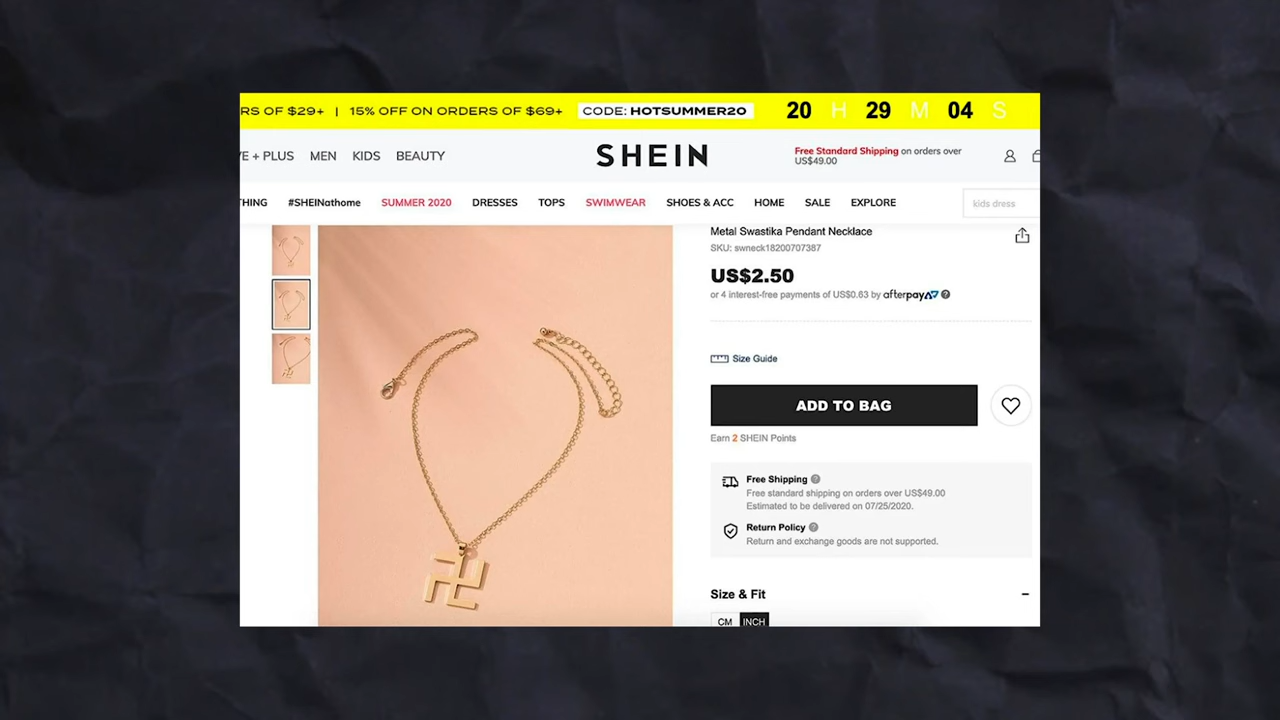 RS OF $29+ | 15% OFF ON ORDERS OF $69+ CODE: HOTSUMMER20 20 H 29 M 04 S
VE + PLUS MEN KIDS BEAUTY
SHEIN
Free Standard Shipping on orders over
US$49.00
THING #SHEINathome SUMMER 2020 DRESSES TOPS SWIMWEAR SHOES & ACC HOME SALE EXPLORE kids dress
Metal Swastika Pendant Necklace
SKU: swneck18200707387
US$2.50
or 4 interest-free payments of US$0.63 by afterpay
Size Guide
ADD TO BAG
Earn 2 SHEIN Points
Free Shipping ?
Free standard shipping on orders over US$49.00
Estimated to be delivered on 07/25/2020.
Return Policy ?
Return and exchange goods are not supported.
Size & Fit −
CM INCH